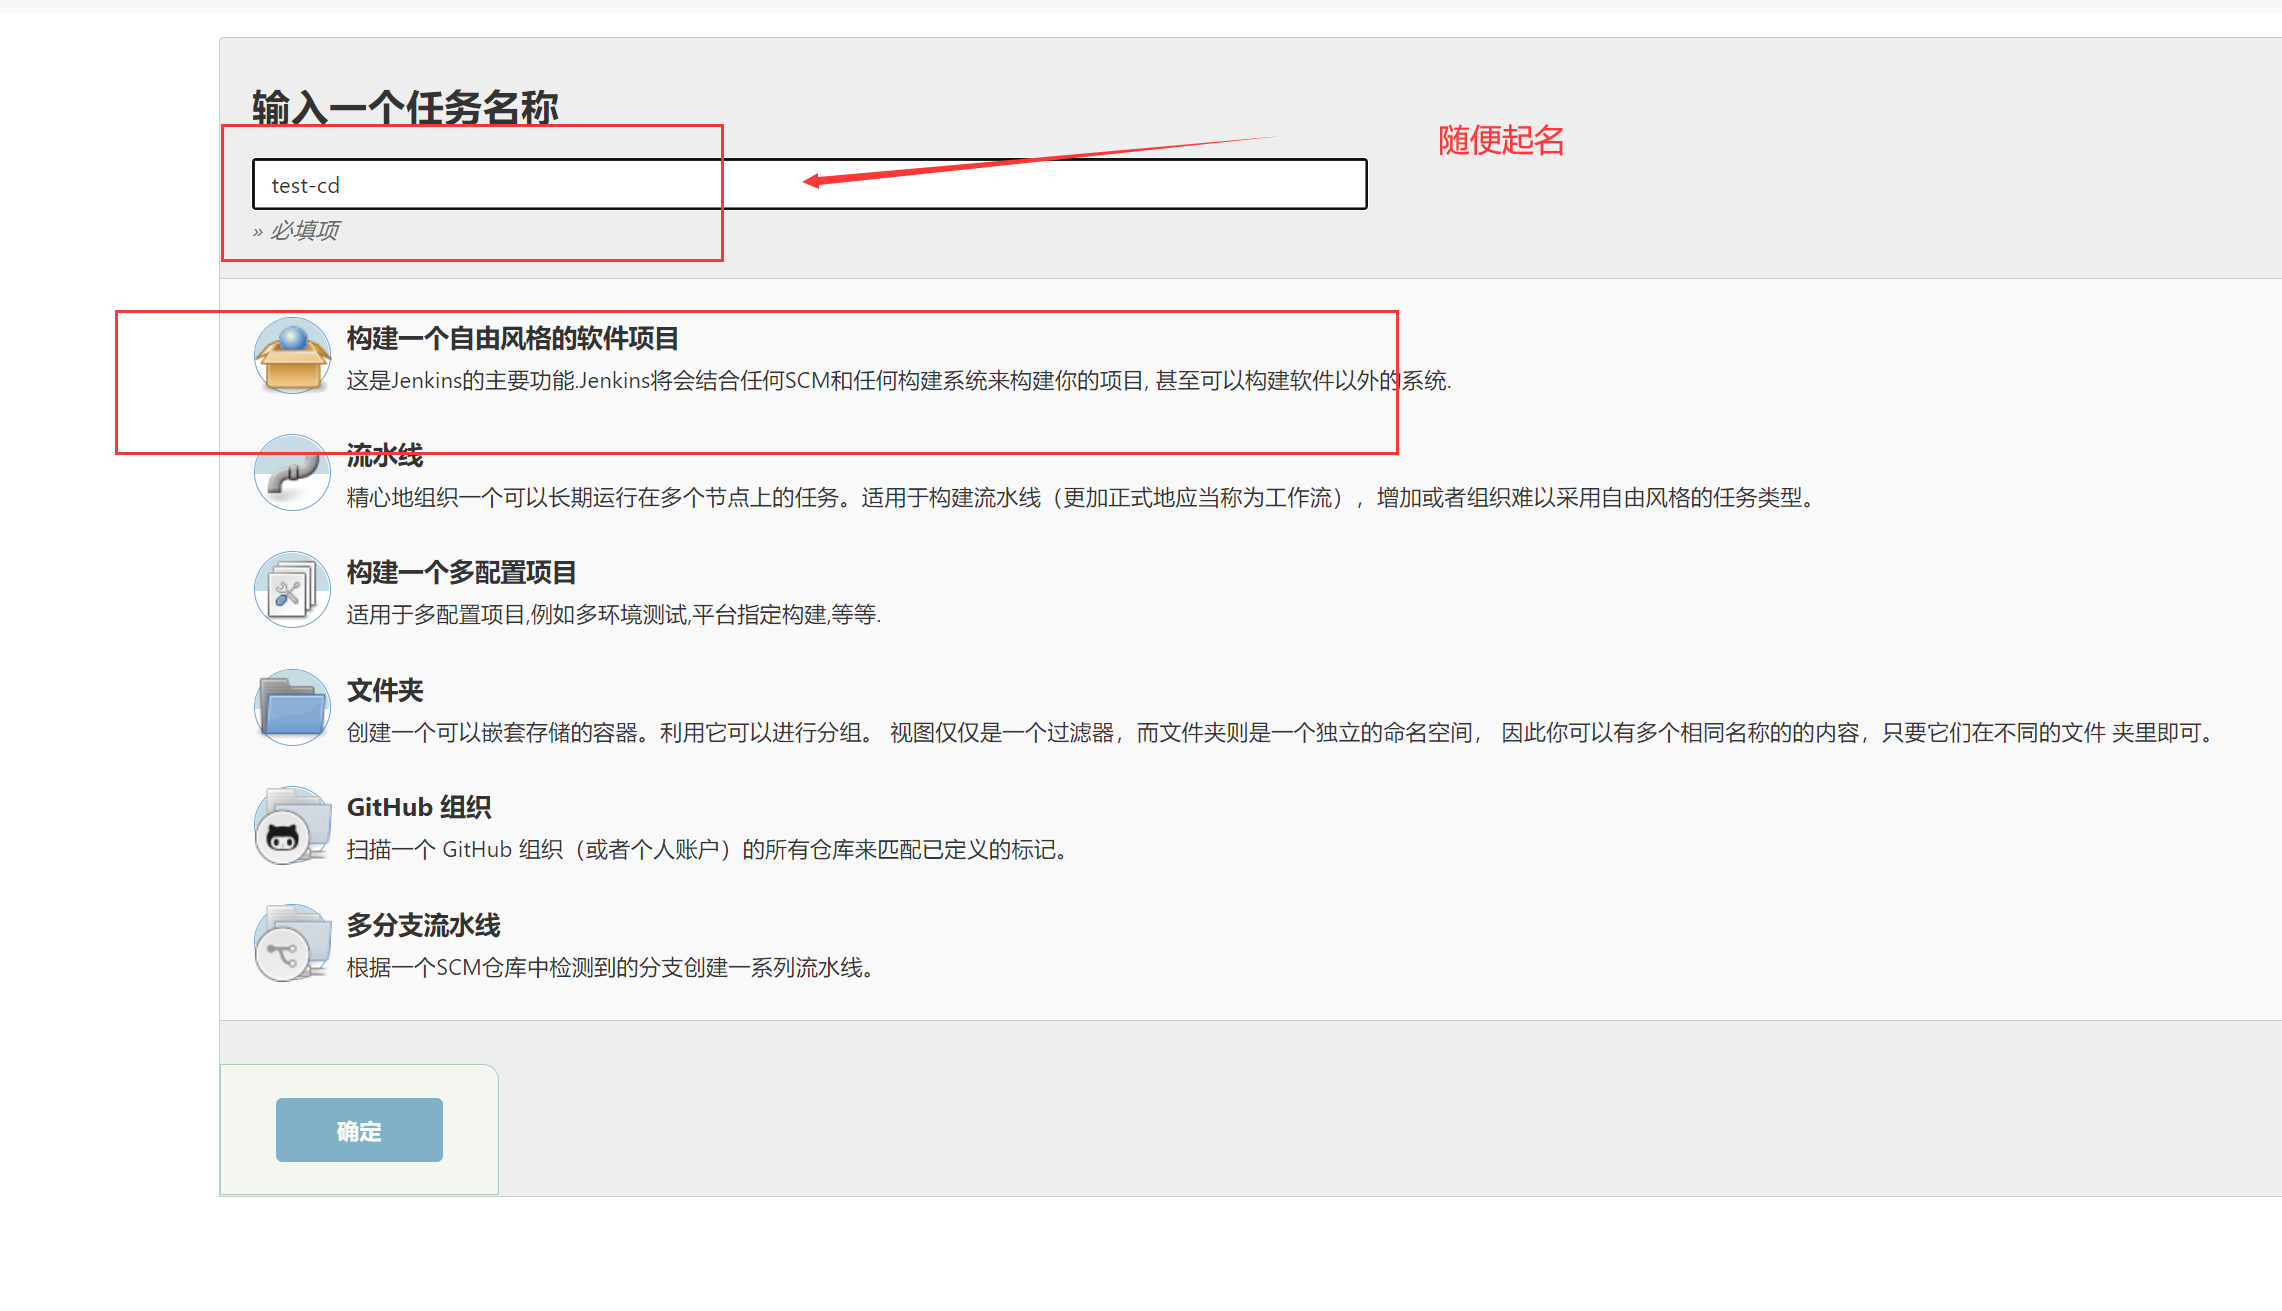 输入一个任务名称
随便起名
test-cd
» 必填项
构建一个自由风格的软件项目
这是Jenkins的主要功能.Jenkins将会结合任何SCM和任何构建系统来构建你的项目, 甚至可以构建软件以外的系统.
流水线
精心地组织一个可以长期运行在多个节点上的任务。适用于构建流水线（更加正式地应当称为工作流），增加或者组织难以采用自由风格的任务类型。
构建一个多配置项目
适用于多配置项目,例如多环境测试,平台指定构建,等等.
文件夹
创建一个可以嵌套存储的容器。利用它可以进行分组。 视图仅仅是一个过滤器，而文件夹则是一个独立的命名空间， 因此你可以有多个相同名称的的内容，只要它们在不同的文件 夹里即可。
GitHub 组织
扫描一个 GitHub 组织（或者个人账户）的所有仓库来匹配已定义的标记。
多分支流水线
根据一个SCM仓库中检测到的分支创建一系列流水线。
确定